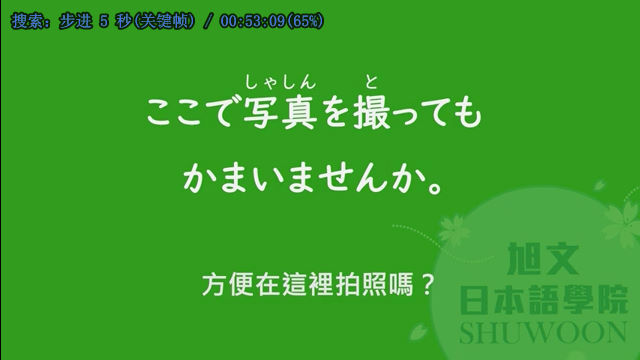 搜索: 步进 5 秒(关键帧) / 00:53:09(65%)
しゃしん と
ここで写真を撮っても
かまいませんか。
方便在這裡拍照嗎？
旭文
日本語學院
SHUWOON